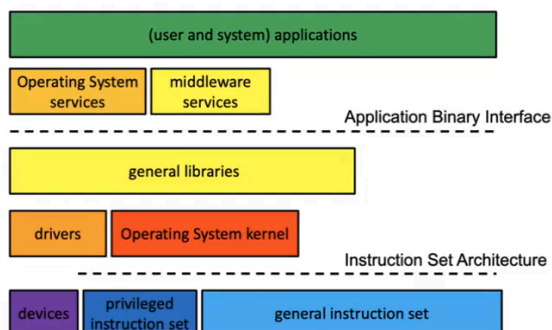 (user and system) applications
Operating System
services
middleware
services
Application Binary Interface
general libraries
drivers
Operating System kernel
Instruction Set Architecture
devices
privileged
instruction set
general instruction set